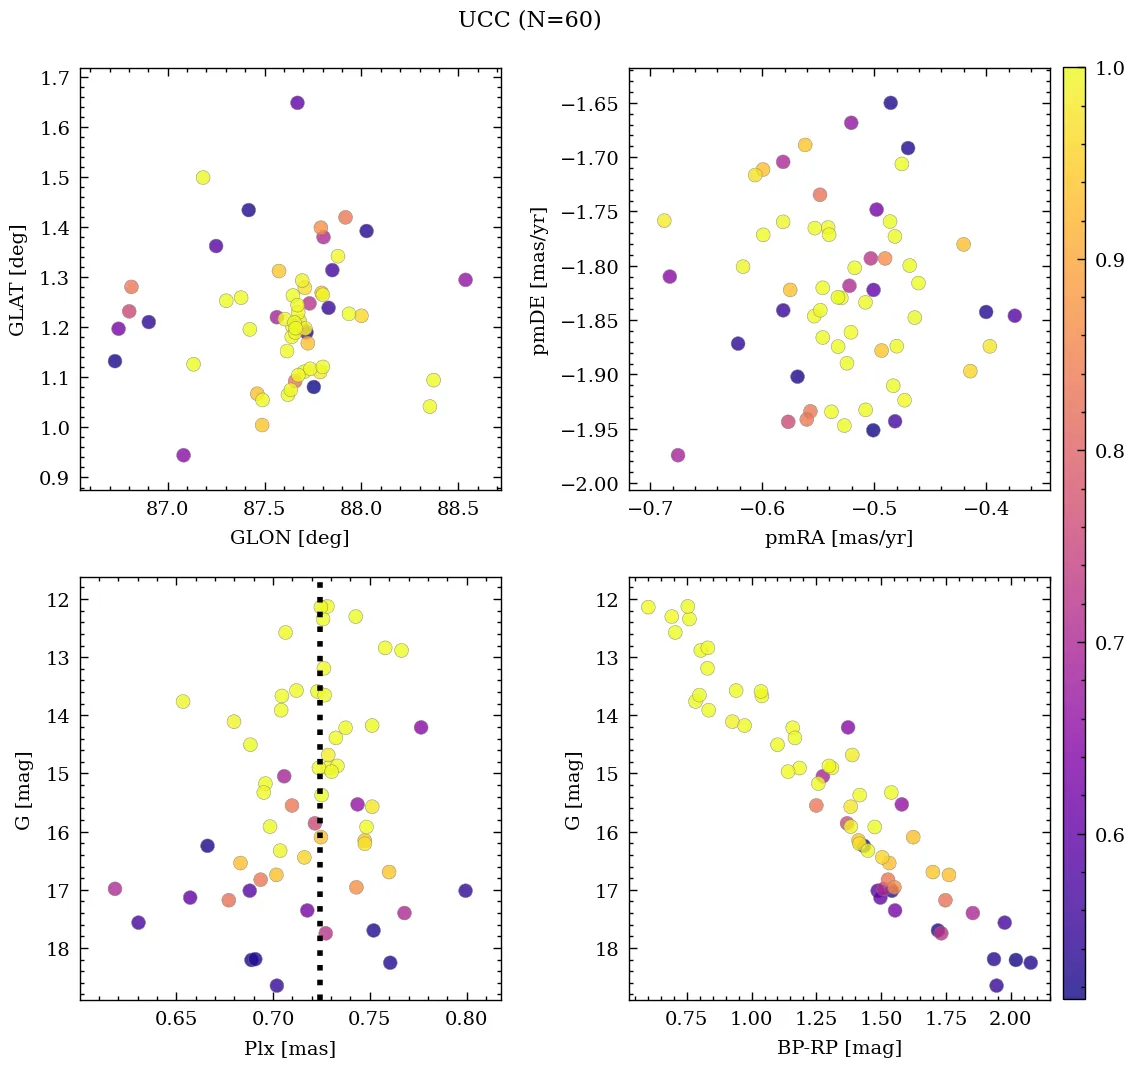 UCC (N=60)
1.7
1.6
1.5
1.4
1.3
1.2
1.1
1.0
0.9
GLAT [deg]
87.0 87.5 88.0 88.5
GLON [deg]
−1.65
−1.70
−1.75
−1.80
−1.85
−1.90
−1.95
−2.00
pmDE [mas/yr]
−0.7 −0.6 −0.5 −0.4
pmRA [mas/yr]
1.0
0.9
0.8
0.7
0.6
12
13
14
15
16
17
18
G [mag]
0.65 0.70 0.75 0.80
Plx [mas]
12
13
14
15
16
17
18
G [mag]
0.75 1.00 1.25 1.50 1.75 2.00
BP-RP [mag]